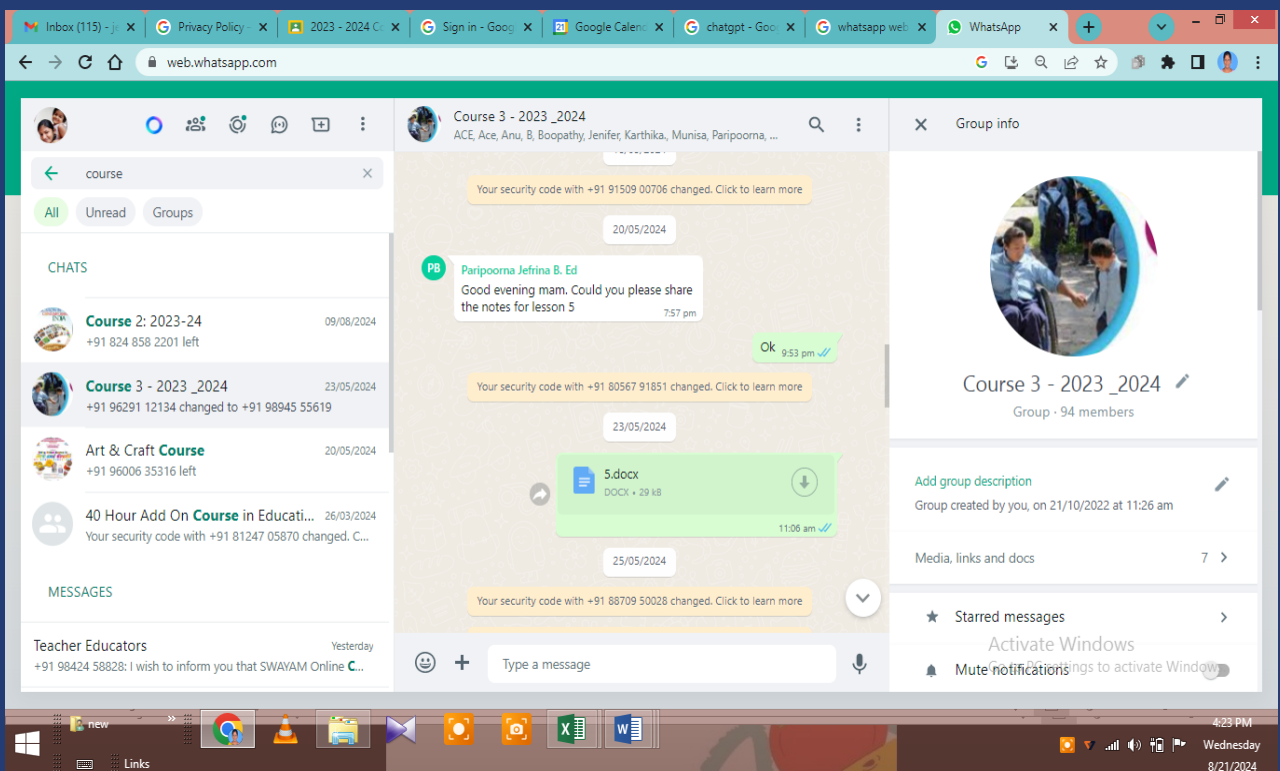 Inbox (115) - je
Privacy Policy -
2023 - 2024 Co
Sign in - Goog
Google Calend
chatgpt - Goo
whatsapp web
WhatsApp
web.whatsapp.com
course
All
Unread
Groups
CHATS
Course 2: 2023-24
09/08/2024
+91 824 858 2201 left
Course 3 - 2023 _2024
23/05/2024
+91 96291 12134 changed to +91 98945 55619
Art & Craft Course
20/05/2024
+91 96006 35316 left
40 Hour Add On Course in Educati...
26/03/2024
Your security code with +91 81247 05870 changed. C...
MESSAGES
Teacher Educators
Yesterday
+91 98424 58828: I wish to inform you that SWAYAM Online C...
Course 3 - 2023 _2024
ACE, Ace, Anu, B, Boopathy, Jenifer, Karthika., Munisa, Paripoorna, ...
Your security code with +91 91509 00706 changed. Click to learn more
20/05/2024
PB
Paripoorna Jefrina B. Ed
Good evening mam. Could you please share
the notes for lesson 5
7:57 pm
Ok
9:53 pm
Your security code with +91 80567 91851 changed. Click to learn more
23/05/2024
5.docx
DOCX • 29 kB
11:06 am
25/05/2024
Your security code with +91 88709 50028 changed. Click to learn more
Type a message
Group info
Course 3 - 2023 _2024
Group · 94 members
Add group description
Group created by you, on 21/10/2022 at 11:26 am
Media, links and docs
7
Starred messages
Mute notifications
Activate Windows
Go to PC settings to activate Windows.
new
Links
4:23 PM
Wednesday
8/21/2024